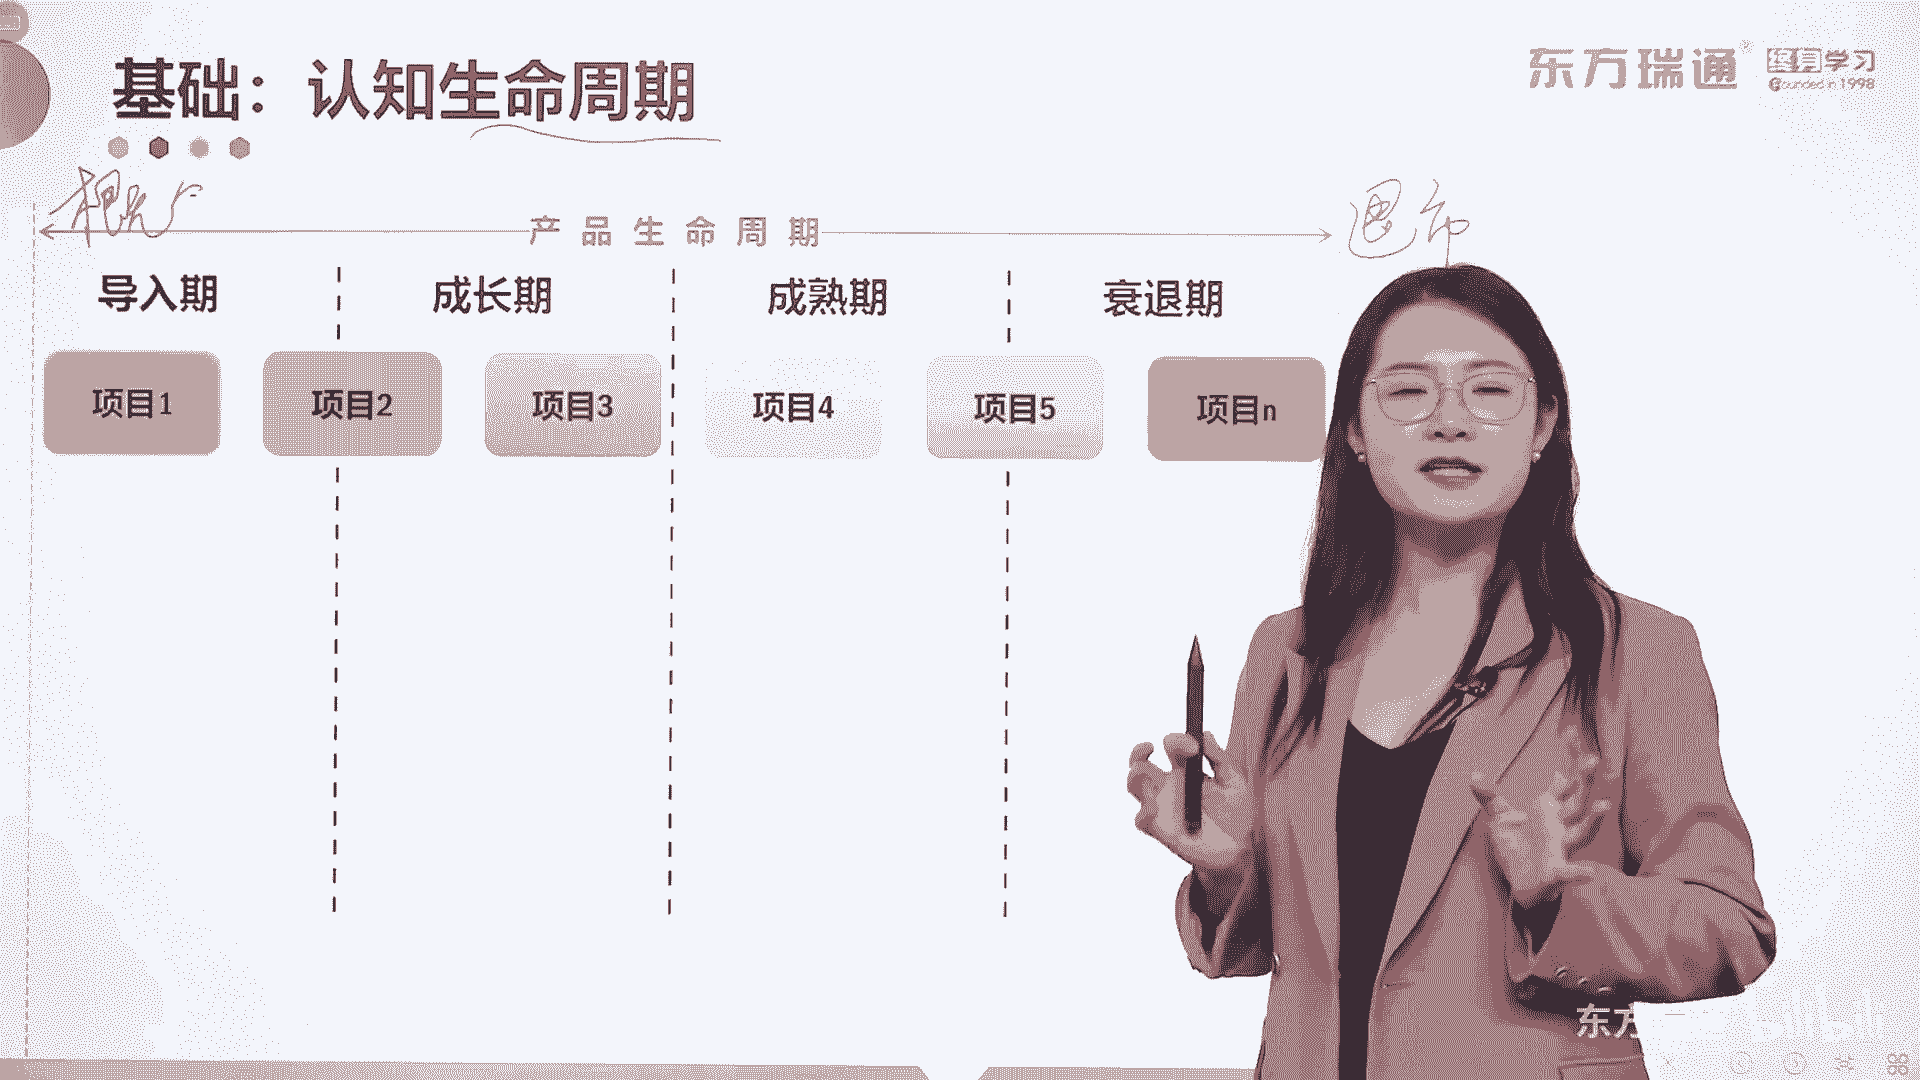 基础：认知生命周期
东方瑞通® 终身学习
Founded in 1998
概念
退市
产品生命周期
导入期 成长期 成熟期 衰退期
项目1 项目2 项目3 项目4 项目5 项目n
东方